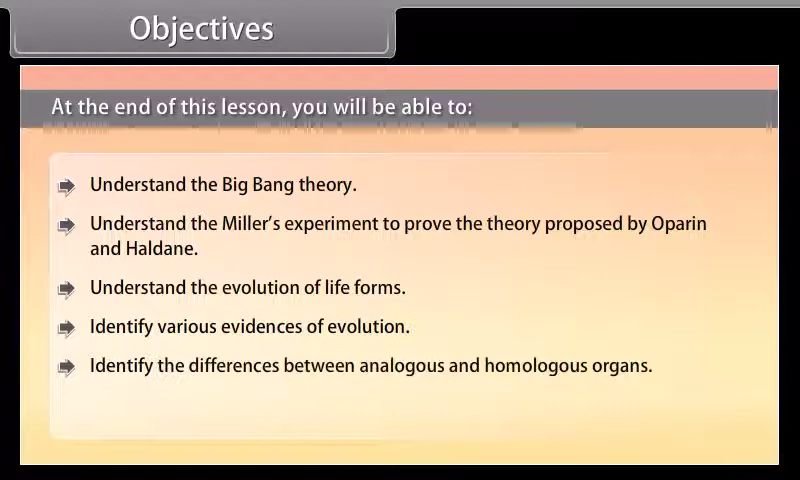 Objectives
At the end of this lesson, you will be able to:
Understand the Big Bang theory.
Understand the Miller's experiment to prove the theory proposed by Oparin
and Haldane.
Understand the evolution of life forms.
Identify various evidences of evolution.
Identify the differences between analogous and homologous organs.